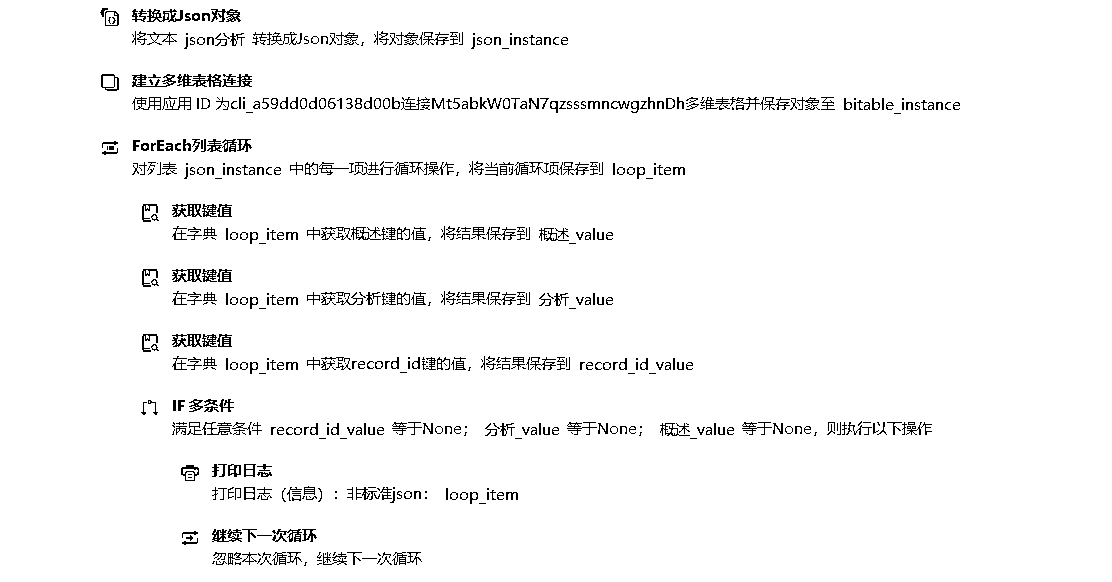 转换成Json对象
将文本 json分析 转换成Json对象，将对象保存到 json_instance
建立多维表格连接
使用应用 ID 为cli_a59dd0d06138d00b连接Mt5abkW0TaN7qzsssmncwgzhnDh多维表格并保存对象至 bitable_instance
ForEach列表循环
对列表 json_instance 中的每一项进行循环操作，将当前循环项保存到 loop_item
获取键值
在字典 loop_item 中获取概述键的值，将结果保存到 概述_value
获取键值
在字典 loop_item 中获取分析键的值，将结果保存到 分析_value
获取键值
在字典 loop_item 中获取record_id键的值，将结果保存到 record_id_value
IF 多条件
满足任意条件 record_id_value 等于None； 分析_value 等于None； 概述_value 等于None，则执行以下操作
打印日志
打印日志（信息）：非标准json： loop_item
继续下一次循环
忽略本次循环，继续下一次循环